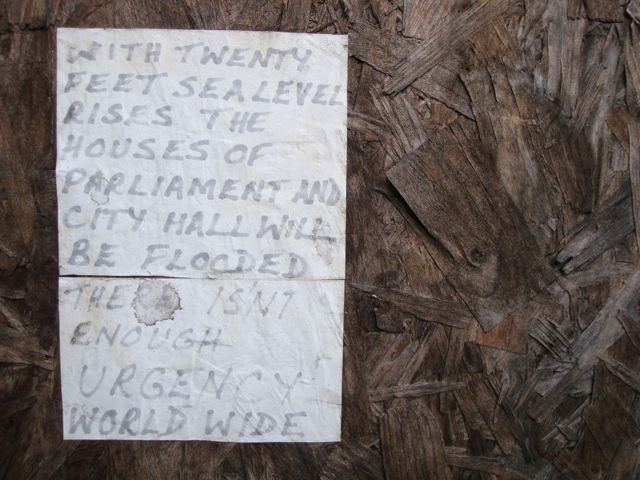 WITH TWENTY
FEET SEA LEVEL
RISES THE
HOUSES OF
PARLIAMENT AND
CITY HALL WILL
BE FLOODED
THERE ISN'T
ENOUGH
URGENCY
WORLD WIDE